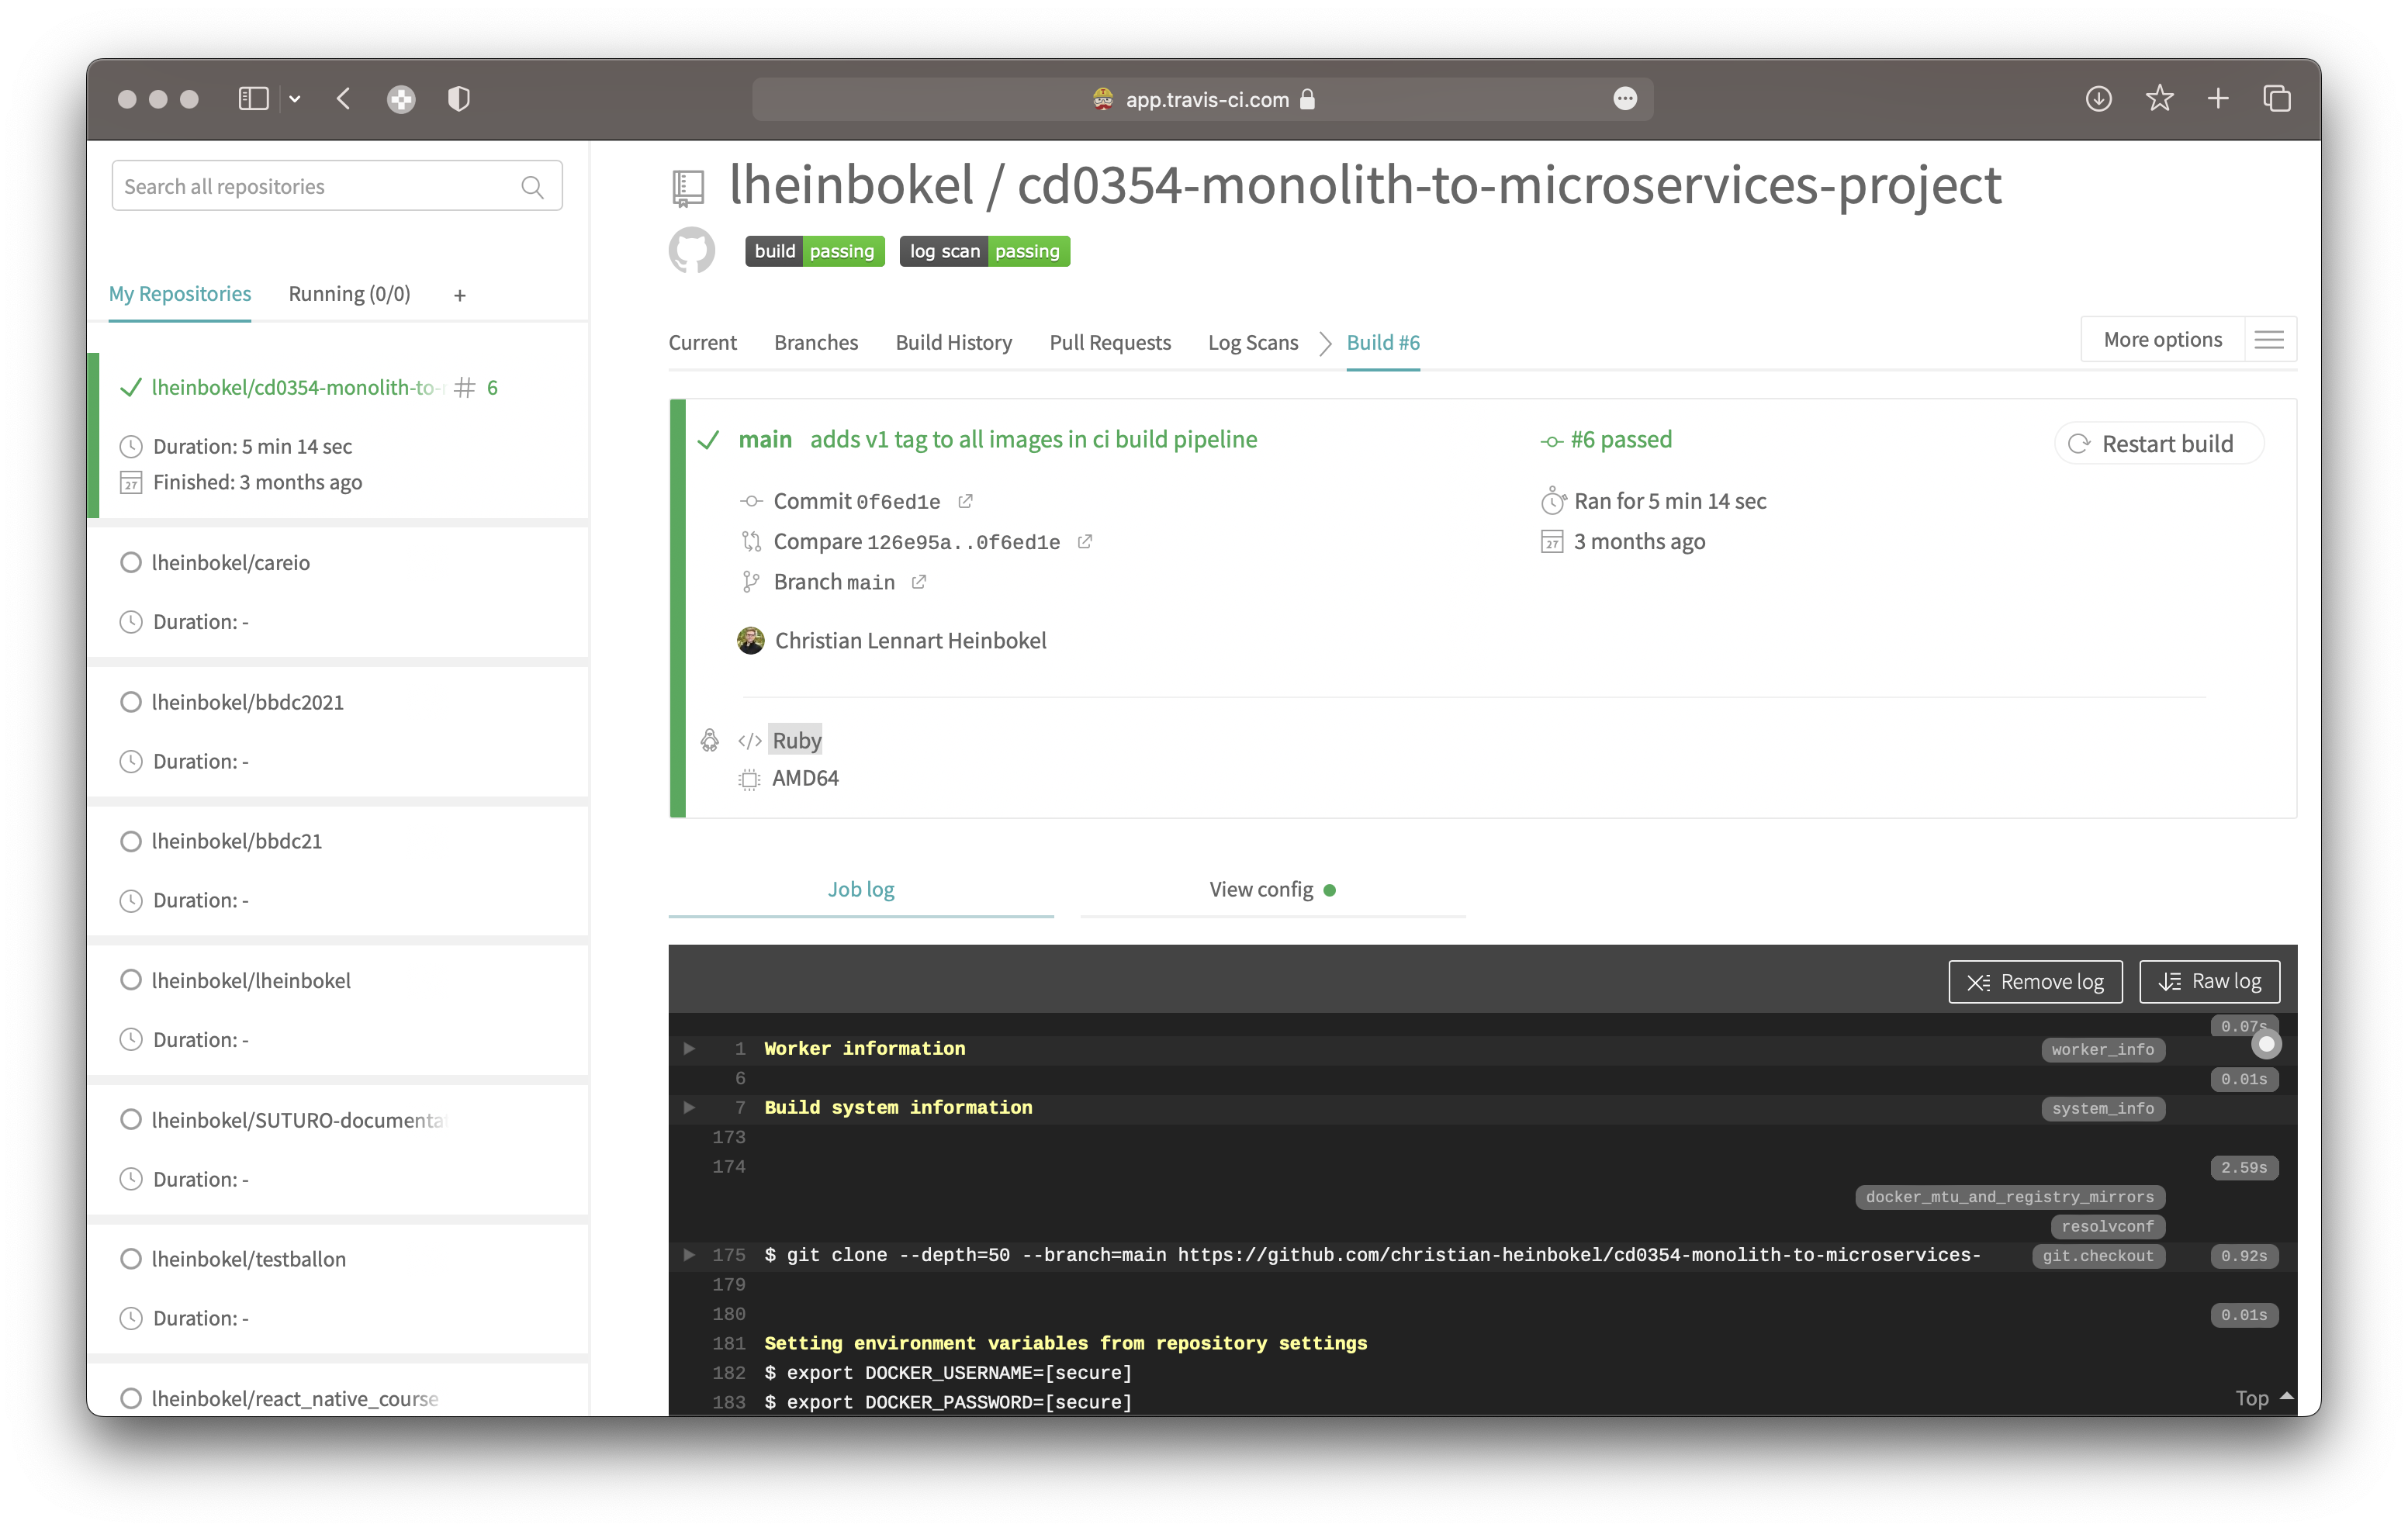 app.travis-ci.com
Search all repositories
My Repositories Running (0/0) +
lheinbokel/cd0354-monolith-to- # 6
Duration: 5 min 14 sec
27 Finished: 3 months ago
lheinbokel/careio
Duration: -
lheinbokel/bbdc2021
Duration: -
lheinbokel/bbdc21
Duration: -
lheinbokel/lheinbokel
Duration: -
lheinbokel/SUTURO-documenta
Duration: -
lheinbokel/testballon
Duration: -
lheinbokel/react_native_course
lheinbokel / cd0354-monolith-to-microservices-project
build passing log scan passing
Current Branches Build History Pull Requests Log Scans Build #6
More options
main adds v1 tag to all images in ci build pipeline
Commit 0f6ed1e
Compare 126e95a..0f6ed1e
Branch main
Christian Lennart Heinbokel
#6 passed
Ran for 5 min 14 sec
27 3 months ago
Restart build
</> Ruby
AMD64
Job log View config
Remove log Raw log
0.07s
1 Worker information worker_info
6 0.01s
7 Build system information system_info
173
174 2.59s
docker_mtu_and_registry_mirrors
resolvconf
175 $ git clone --depth=50 --branch=main https://github.com/christian-heinbokel/cd0354-monolith-to-microservices- git.checkout 0.92s
179
180 0.01s
181 Setting environment variables from repository settings
182 $ export DOCKER_USERNAME=[secure]
183 $ export DOCKER_PASSWORD=[secure]
Top